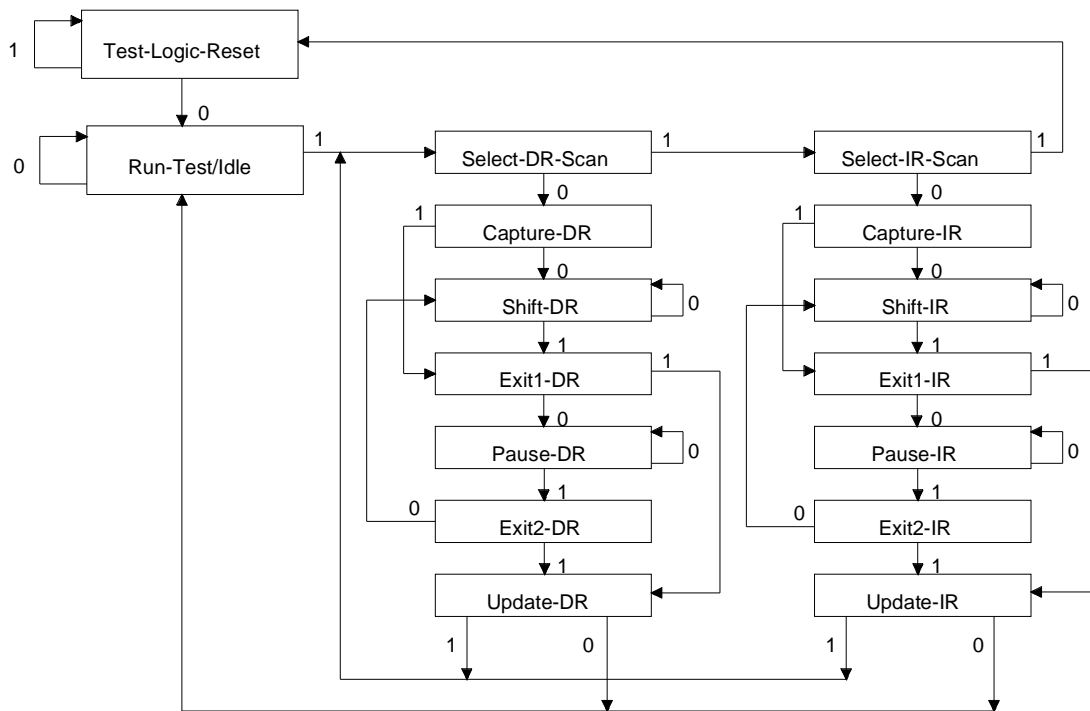 Test-Logic-Reset
1
0
Run-Test/Idle
0
1
Select-DR-Scan
1
Select-IR-Scan
1
0
0
1
Capture-DR
1
Capture-IR
0
0
Shift-DR
0
Shift-IR
0
1
1
Exit1-DR
1
Exit1-IR
1
0
0
Pause-DR
0
Pause-IR
0
1
1
0
Exit2-DR
0
Exit2-IR
1
1
Update-DR
Update-IR
1
0
1
0